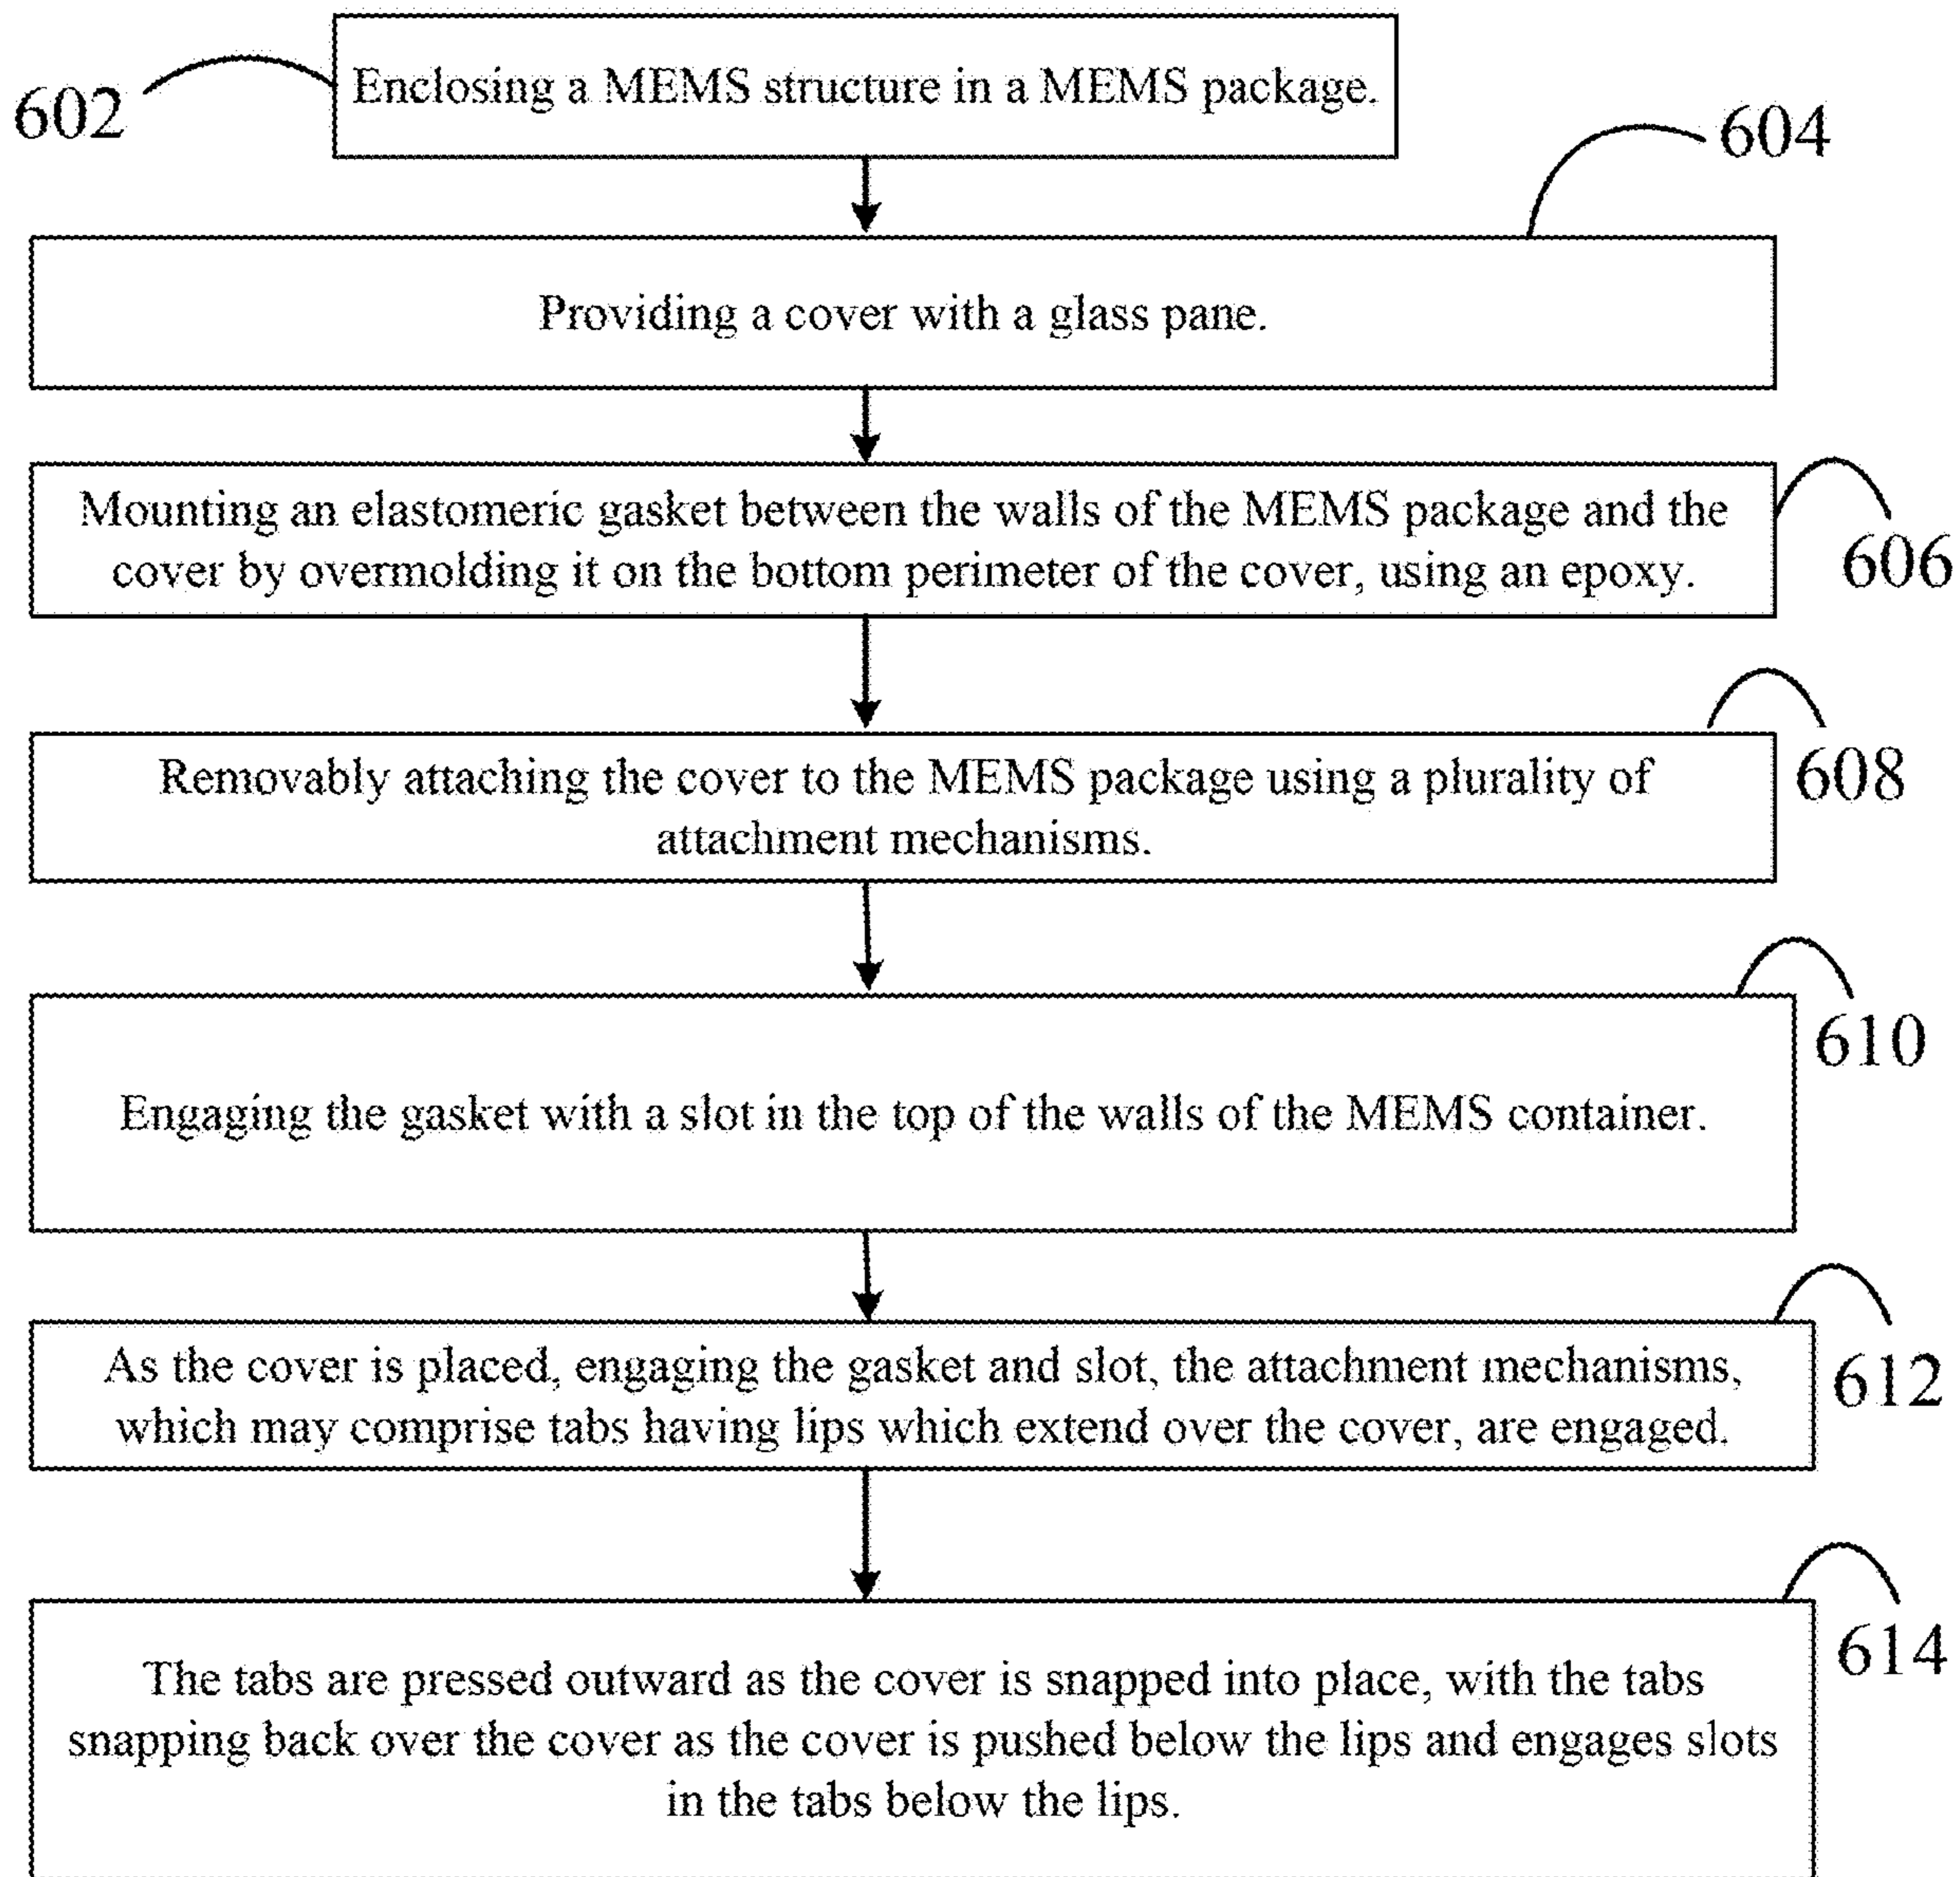 602
Enclosing a MEMS structure in a MEMS package.
604
Providing a cover with a glass pane.
Mounting an elastomeric gasket between the walls of the MEMS package and the
cover by overmolding it on the bottom perimeter of the cover, using an epoxy.
606
Removably attaching the cover to the MEMS package using a plurality of
attachment mechanisms.
608
610
Engaging the gasket with a slot in the top of the walls of the MEMS container.
As the cover is placed, engaging the gasket and slot, the attachment mechanisms,
which may comprise tabs having lips which extend over the cover, are engaged.
612
614
The tabs are pressed outward as the cover is snapped into place, with the tabs
snapping back over the cover as the cover is pushed below the lips and engages slots
in the tabs below the lips.